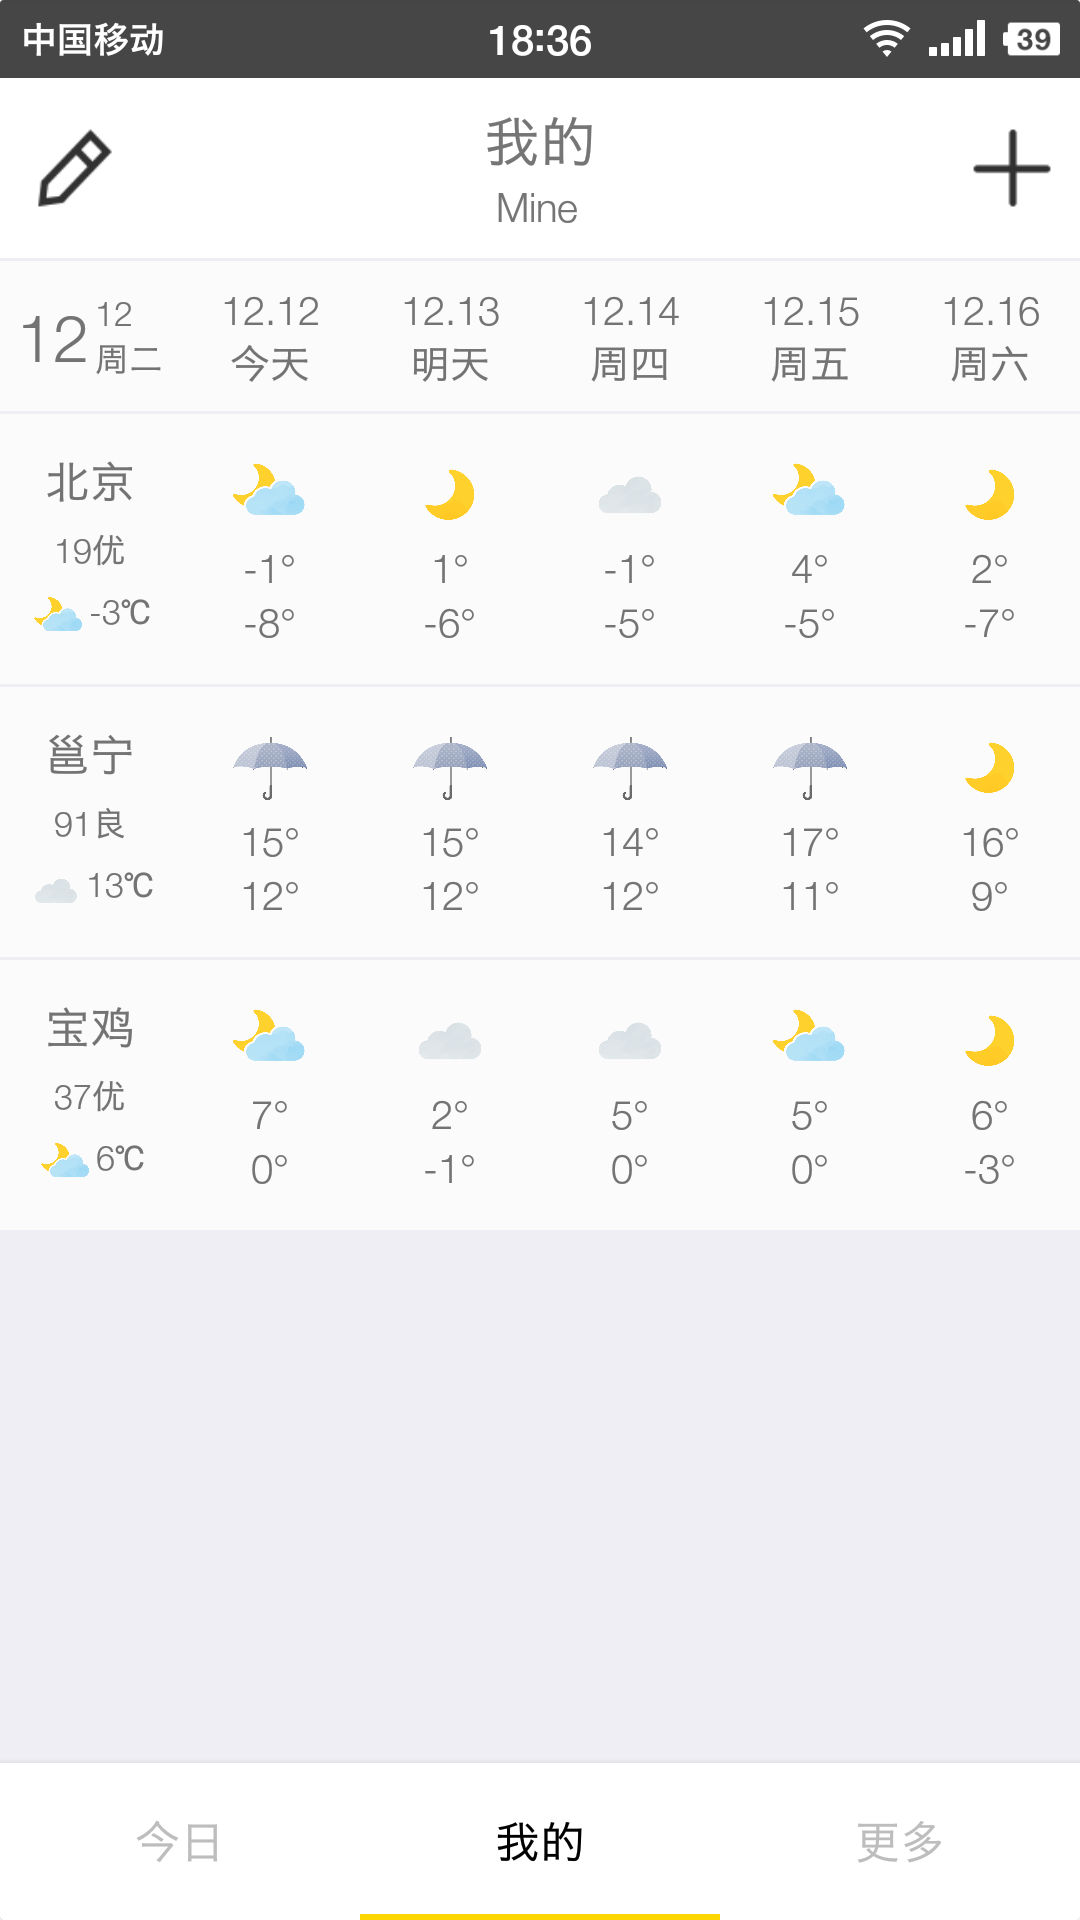 中国移动 18:36 39
我的
Mine
12 12 周二 12.12 12.13 12.14 12.15 12.16
今天 明天 周四 周五 周六
北京
19优
-3℃
-1° 1° -1° 4° 2°
-8° -6° -5° -5° -7°
邕宁
91良
13℃
15° 15° 14° 17° 16°
12° 12° 12° 11° 9°
宝鸡
37优
6℃
7° 2° 5° 5° 6°
0° -1° 0° 0° -3°
今日 我的 更多